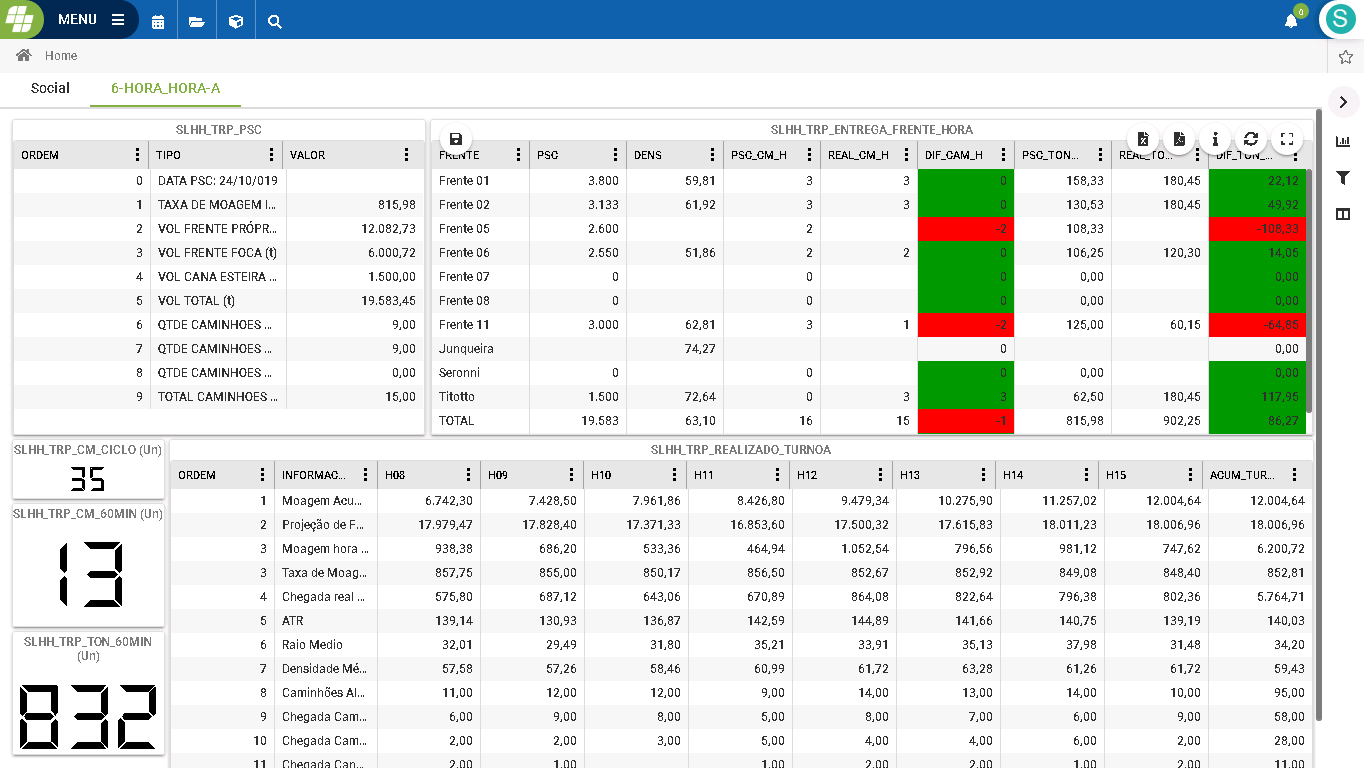 MENU
0
S
Home
Social 6-HORA_HORA-A
SLHH_TRP_PSC
ORDEM TIPO VALOR
0 DATA PSC: 24/10/019
1 TAXA DE MOAGEM I... 815,98
2 VOL FRENTE PRÓPR... 12.082,73
3 VOL FRENTE FOCA (t) 6.000,72
4 VOL CANA ESTEIRA ... 1.500,00
5 VOL TOTAL (t) 19.583,45
6 QTDE CAMINHOES ... 9,00
7 QTDE CAMINHOES ... 9,00
8 QTDE CAMINHOES ... 0,00
9 TOTAL CAMINHOES ... 15,00
SLHH_TRP_ENTREGA_FRENTE_HORA
FRENTE PSC DENS PSC_CM_H REAL_CM_H DIF_CAM_H PSC_TON... REAL_TO... DIF_TON_...
Frente 01 3.800 59,81 3 3 0 158,33 180,45 22,12
Frente 02 3.133 61,92 3 3 0 130,53 180,45 49,92
Frente 05 2.600 2 -2 108,33 -108,33
Frente 06 2.550 51,86 2 2 0 106,25 120,30 14,05
Frente 07 0 0 0 0,00 0,00
Frente 08 0 0 0 0,00 0,00
Frente 11 3.000 62,81 3 1 -2 125,00 60,15 -64,85
Junqueira 74,27 0 0,00
Seronni 0 0 0 0,00 0,00
Titotto 1.500 72,64 0 3 3 62,50 180,45 117,95
TOTAL 19.583 63,10 16 15 -1 815,98 902,25 86,27
SLHH_TRP_CM_CICLO (Un)
35
SLHH_TRP_CM_60MIN (Un)
13
SLHH_TRP_TON_60MIN
(Un)
832
SLHH_TRP_REALIZADO_TURNOA
ORDEM INFORMAC... H08 H09 H10 H11 H12 H13 H14 H15 ACUM_TUR...
1 Moagem Acu... 6.742,30 7.428,50 7.961,86 8.426,80 9.479,34 10.275,90 11.257,02 12.004,64 12.004,64
2 Projeção de F... 17.979,47 17.828,40 17.371,33 16.853,60 17.500,32 17.615,83 18.011,23 18.006,96 18.006,96
3 Moagem hora ... 938,38 686,20 533,36 464,94 1.052,54 796,56 981,12 747,62 6.200,72
3 Taxa de Moag... 857,75 855,00 850,17 856,50 852,67 852,92 849,08 848,40 852,81
4 Chegada real ... 575,80 687,12 643,06 670,89 864,08 822,64 796,38 802,36 5.764,71
5 ATR 139,14 130,93 136,87 142,59 144,89 141,66 140,75 139,19 140,03
6 Raio Medio 32,01 29,49 31,80 35,21 33,91 35,13 37,98 31,48 34,20
7 Densidade Mé... 57,58 57,26 58,46 60,99 61,72 63,28 61,26 61,72 59,43
8 Caminhões Al... 11,00 12,00 12,00 9,00 14,00 13,00 14,00 10,00 95,00
9 Chegada Cam... 6,00 9,00 8,00 5,00 8,00 7,00 6,00 9,00 58,00
10 Chegada Cam... 2,00 2,00 3,00 5,00 4,00 4,00 6,00 2,00 28,00
11 Chegada Can... 2,00 1,00 1,00 2,00 2,00 2,00 1,00 11,00